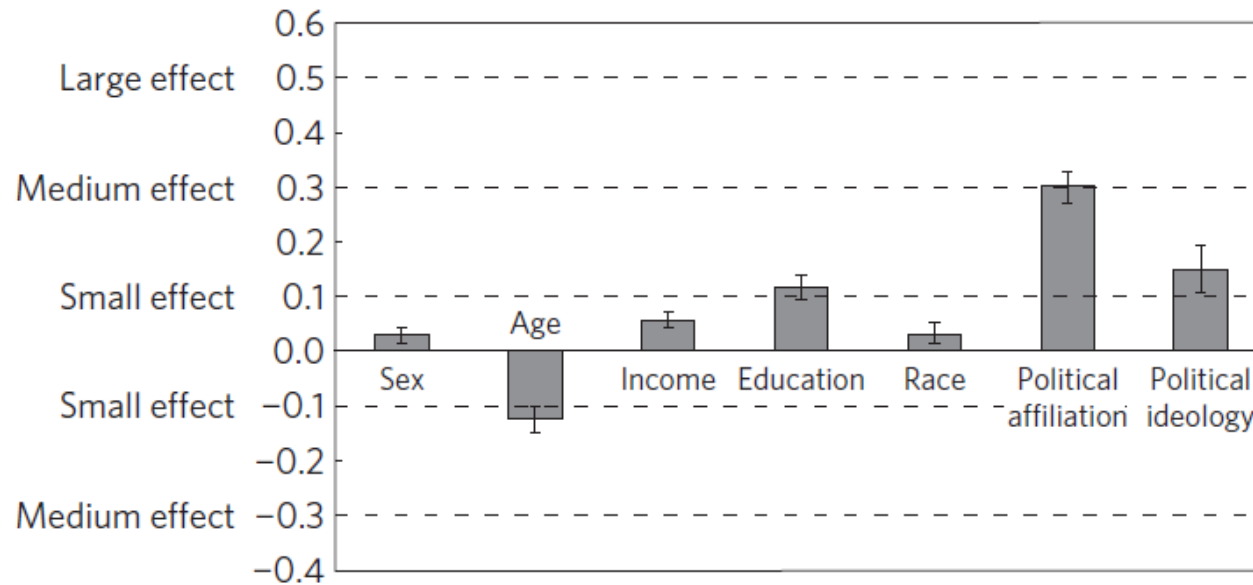 0.6
Large effect 0.5
0.4
Medium effect 0.3
0.2
Small effect 0.1
Age
0.0
Sex Income Education Race Political affiliation Political ideology
Small effect −0.1
−0.2
Medium effect −0.3
−0.4